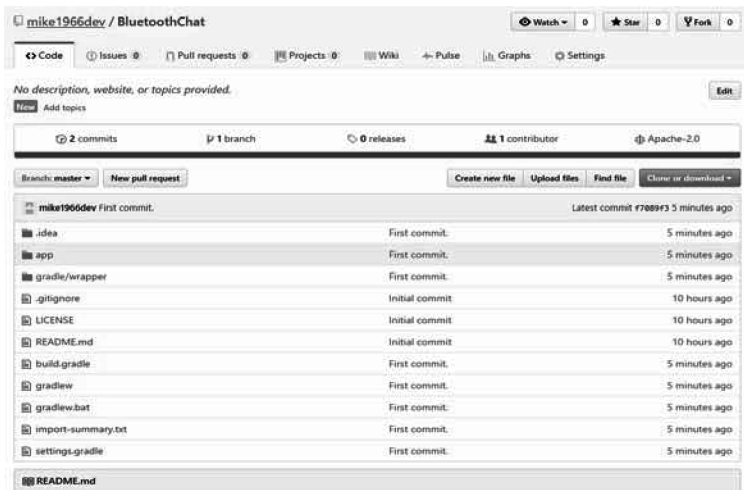 mike1966dev / BluetoothChat Watch 0 Star 0 Fork 0
Code Issues 0 Pull requests 0 Projects 0 Wiki Pulse Graphs Settings
No description, website, or topics provided. Edit
New Add topics
2 commits 1 branch 0 releases 1 contributor Apache-2.0
Branch: master New pull request Create new file Upload files Find file Clone or download
mike1966dev First commit. Latest commit f7089f3 5 minutes ago
.idea First commit. 5 minutes ago
app First commit. 5 minutes ago
gradle/wrapper First commit. 5 minutes ago
.gitignore Initial commit 10 hours ago
LICENSE Initial commit 10 hours ago
README.md Initial commit 10 hours ago
build.gradle First commit. 5 minutes ago
gradlew First commit. 5 minutes ago
gradlew.bat First commit. 5 minutes ago
import-summary.txt First commit. 5 minutes ago
settings.gradle First commit. 5 minutes ago
README.md